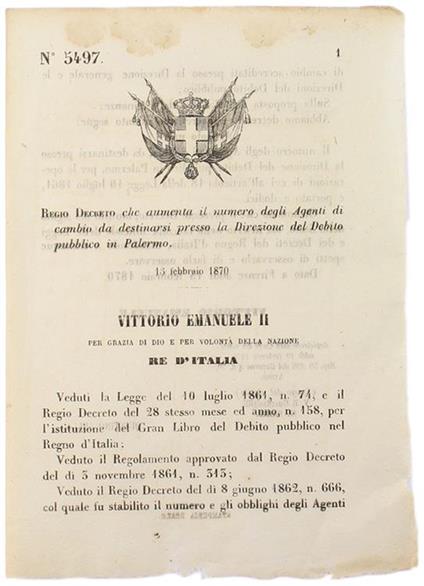 N° 5497.
1
REGIO DECRETO che aumenta il numero degli Agenti di
cambio da destinarsi presso la Direzione del Debito
pubblico in Palermo.
13 febbraio 1870
VITTORIO EMANUELE II
PER GRAZIA DI DIO E PER VOLONTÀ DELLA NAZIONE
RE D'ITALIA
Veduti la Legge del 10 luglio 1861, n. 74, e il
Regio Decreto del 28 stesso mese ed anno, n. 158, per
l'istituzione del Gran Libro del Debito pubblico nel
Regno d'Italia;
Veduto il Regolamento approvato dal Regio Decreto
del di 3 novembre 1861, n. 313;
Veduto il Regio Decreto del di 8 giugno 1862, n. 666,
col quale fu stabilito il numero e gli obblighi degli Agenti